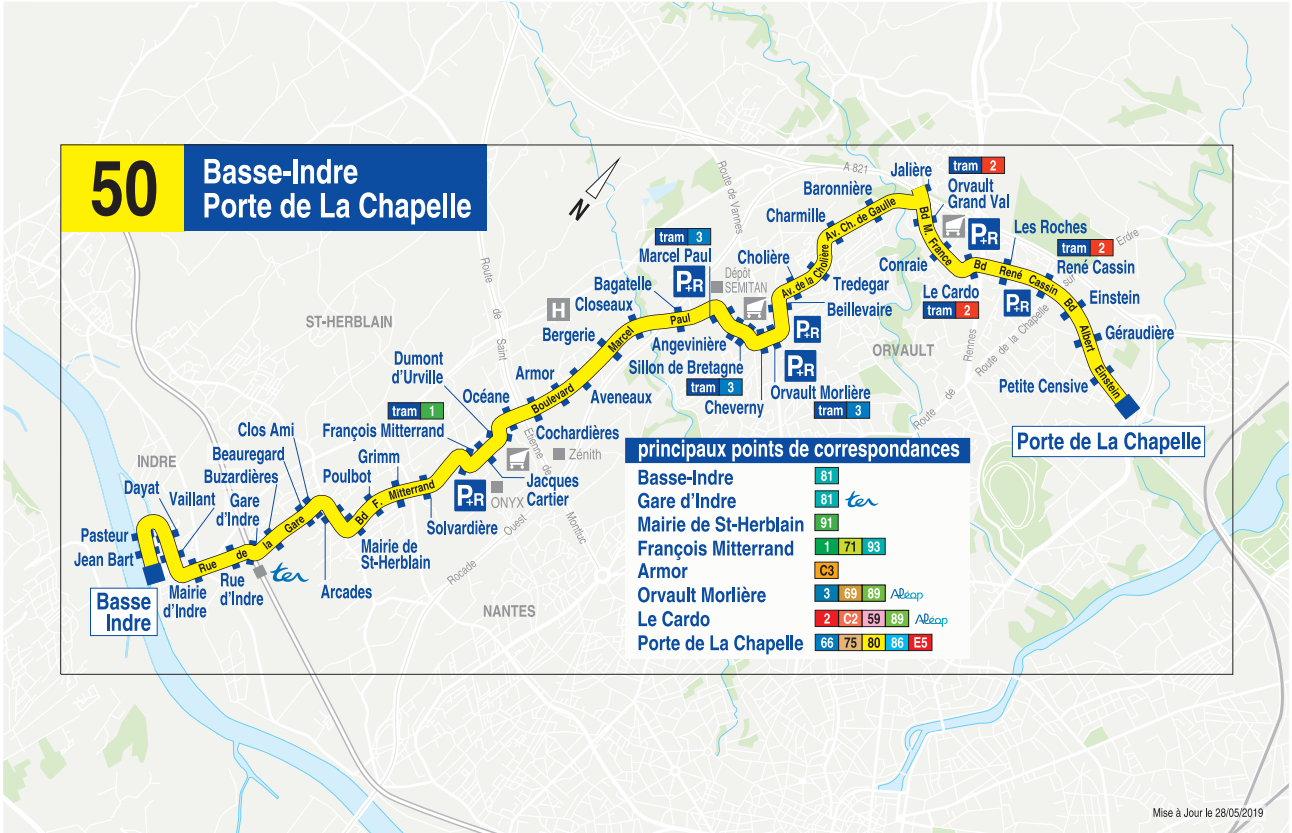 50
Basse-Indre
Porte de La Chapelle
N
ST-HERBLAIN
INDRE
NANTES
ORVAULT
A 821
Route de Vannes
Route de Saint
Etienne de Montluc
Rocade Ouest
Route de Rennes
Route de la Chapelle sur Erdre
Basse
Indre
Jean Bart
Pasteur
Dayat
Vaillant
Mairie
d'Indre
Rue de la Gare
Rue
d'Indre
Gare
d'Indre
ter
Buzardières
Beauregard
Clos Ami
Arcades
Poulbot
Mairie de
St-Herblain
Bd F. Mitterrand
Grimm
Solvardière
tram 1
François Mitterrand
P+R
ONYX
Jacques
Cartier
Dumont
d'Urville
Océane
Zénith
Cochardières
Armor
Boulevard Marcel Paul
Aveneaux
Bergerie
H
Closeaux
Bagatelle
tram 3
Marcel Paul
P+R
Dépôt
SEMITAN
Angevinière
Sillon de Bretagne
tram 3
Cheverny
Orvault Morlière
tram 3
P+R
P+R
Beillevaire
Cholière
Av. de la Cholière
Tredegar
Charmille
Baronnière
Av. Ch. de Gaulle
Jalière
tram 2
Orvault
Grand Val
P+R
Bd M. France
Conraie
Le Cardo
tram 2
Bd René Cassin
Les Roches
P+R
tram 2
René Cassin
Einstein
Bd Albert Einstein
Géraudière
Petite Censive
Porte de La Chapelle
principaux points de correspondances
Basse-Indre 81
Gare d'Indre 81 ter
Mairie de St-Herblain 91
François Mitterrand 1 71 93
Armor C3
Orvault Morlière 3 69 89 Aléop
Le Cardo 2 C2 59 89 Aléop
Porte de La Chapelle 66 75 80 86 E5
Mise à Jour le 28/05/2019